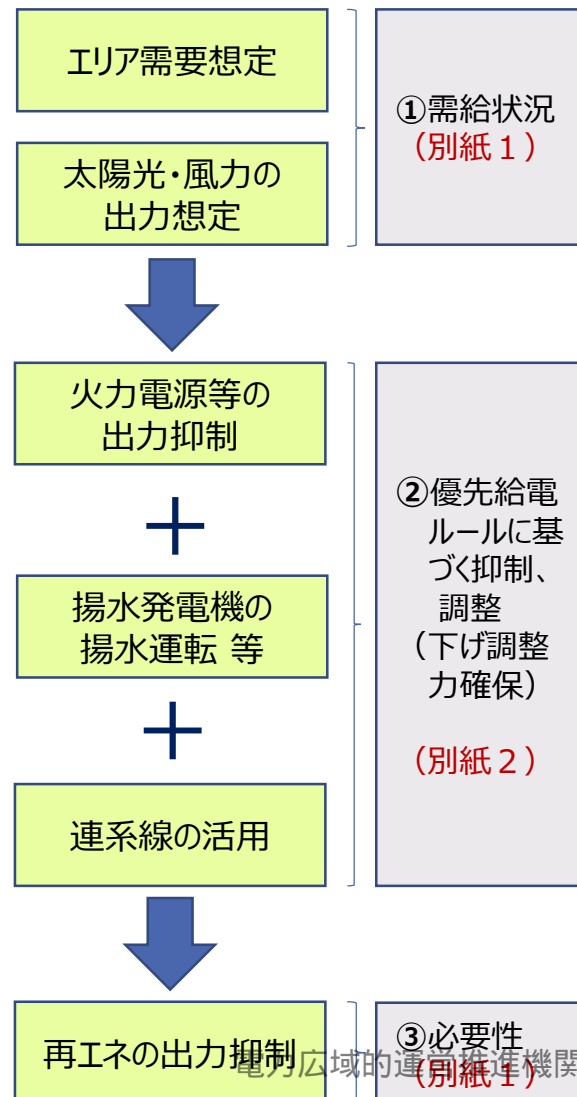 エリア需要想定
太陽光・風力の
出力想定
①需給状況
（別紙１）
火力電源等の
出力抑制
＋
揚水発電機の
揚水運転 等
＋
連系線の活用
②優先給電
ルールに基
づく抑制、
調整
（下げ調整
力確保）
（別紙２）
再エネの出力抑制
③必要性
（別紙１）
電力広域的運営推進機関